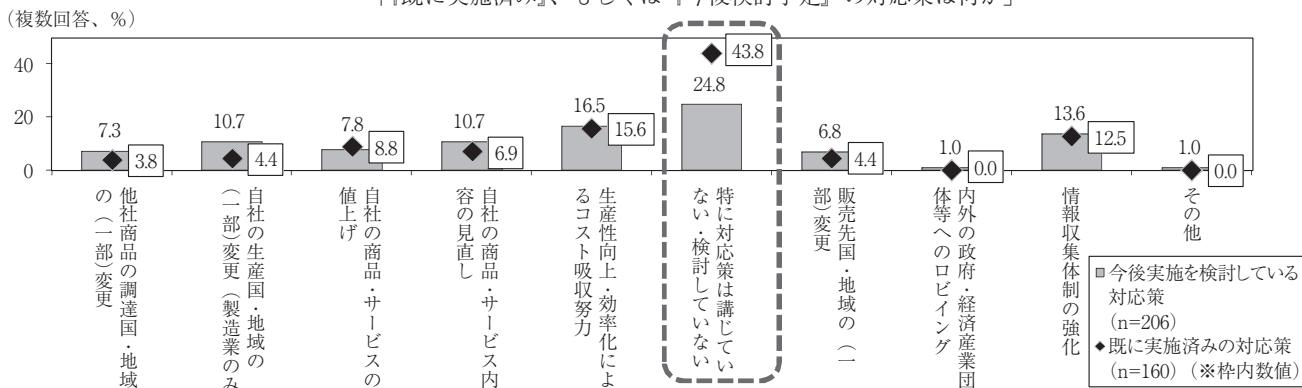 「『既に実施済み』、もしくは『今後検討予定』の対応策は何か」
（複数回答、%）
40
20
0
7.3
3.8
10.7
4.4
7.8
8.8
10.7
6.9
16.5
15.6
24.8
43.8
6.8
4.4
1.0
0.0
13.6
12.5
1.0
0.0
他社商品の調達国・地域
の（一部）変更
自社の生産国・地域の
（一部）変更（製造業のみ
自社の商品・サービスの
値上げ
自社の商品・サービス内
容の見直し
生産性向上・効率化によ
るコスト吸収努力
特に対応策は講じてい
ない・検討していない
販売先国・地域の（一
部）変更
内外の政府・経済産業団
体等へのロビイング
情報収集体制の強化
その他
今後実施を検討している
対応策
（n=206）
既に実施済みの対応策
（n=160）（※枠内数値）